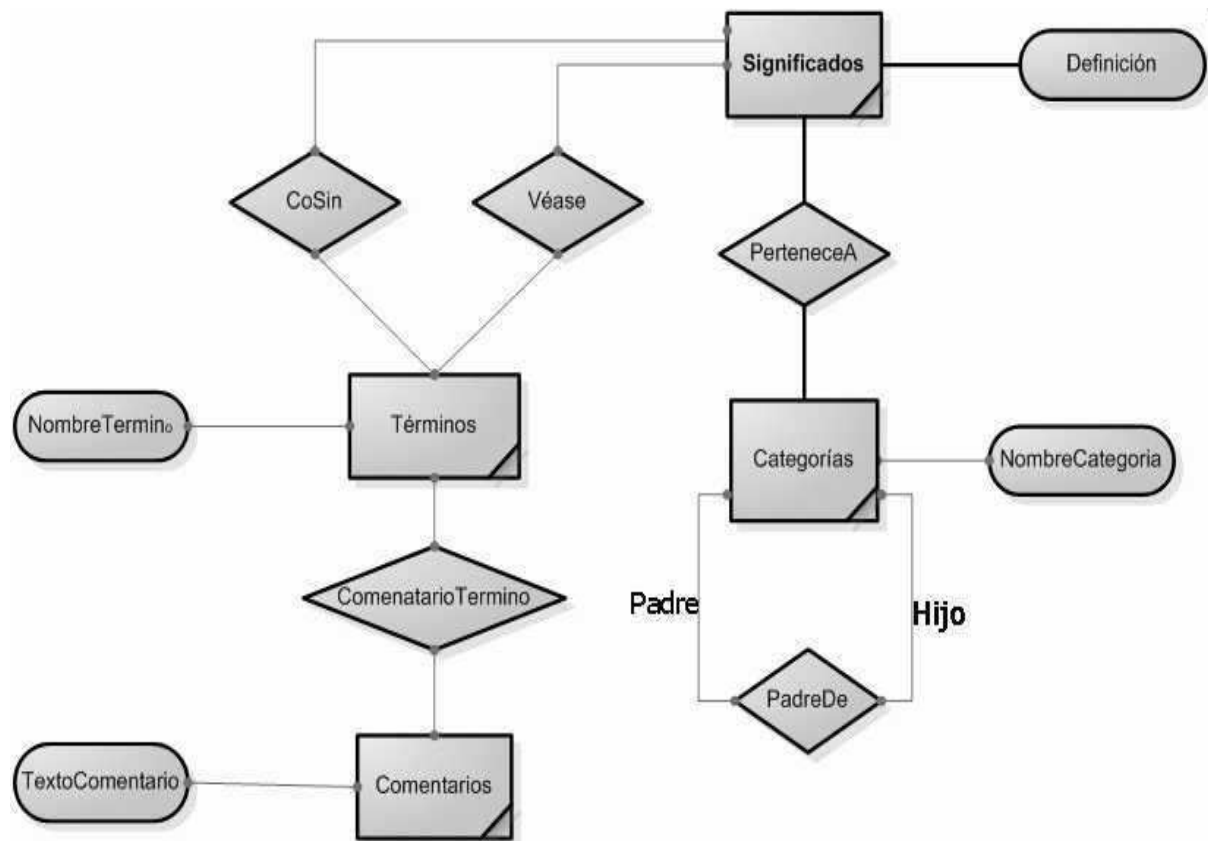 Significados
Definición
CoSin
Véase
PerteneceA
NombreTermino
Términos
Categorías
NombreCategoria
ComenatarioTermino
Padre
Hijo
PadreDe
TextoComentario
Comentarios